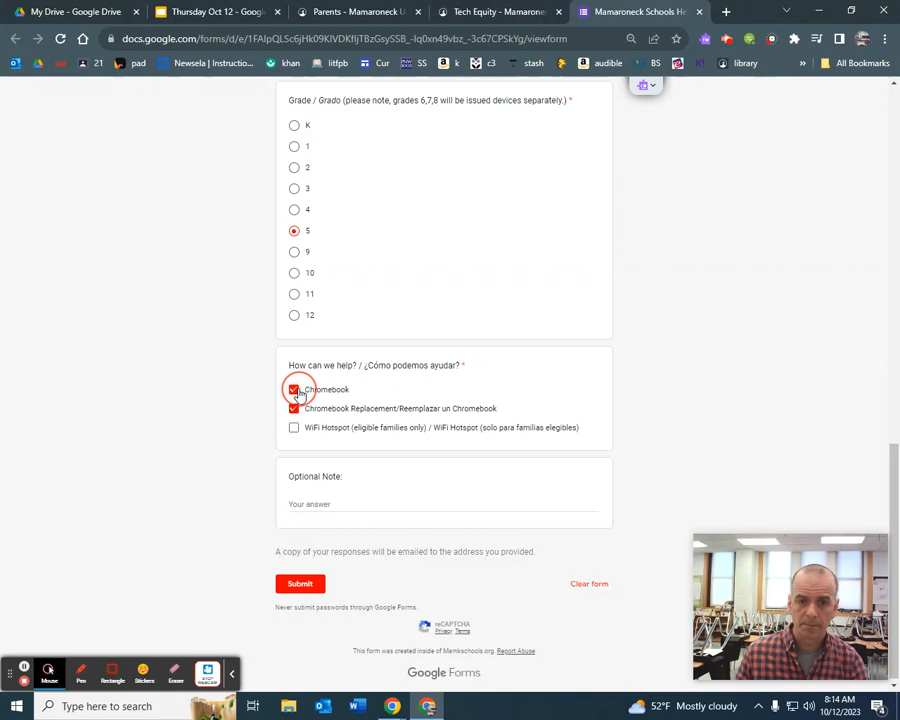 My Drive - Google Drive
Thursday Oct 12 - Googl
Parents - Mamaroneck U
Tech Equity - Mamarone
Mamaroneck Schools He
docs.google.com/forms/d/e/1FAIpQLSc6jHk09KIVDKfljTBzGsySSB_-lq0xn49vbz_-3c67CPSkYg/viewform
21
pad
Newsela | Instructio...
khan
litfpb
Cur
SS
k
c3
stash
audible
BS
K!
library
All Bookmarks
Grade / Grado (please note, grades 6,7,8 will be issued devices separately.) *
K
1
2
3
4
5
9
10
11
12
How can we help? / ¿Cómo podemos ayudar? *
Chromebook
Chromebook Replacement/Reemplazar un Chromebook
WiFi Hotspot (eligible families only) / WiFi Hotspot (solo para familias elegibles)
Optional Note:
Your answer
A copy of your responses will be emailed to the address you provided.
Submit
Clear form
Never submit passwords through Google Forms.
reCAPTCHA
Privacy Terms
This form was created inside of Mamkschools.org. Report Abuse
Google Forms
Mouse
Pen
Rectangle
Stickers
Eraser
Type here to search
52°F Mostly cloudy
8:14 AM
10/12/2023
4